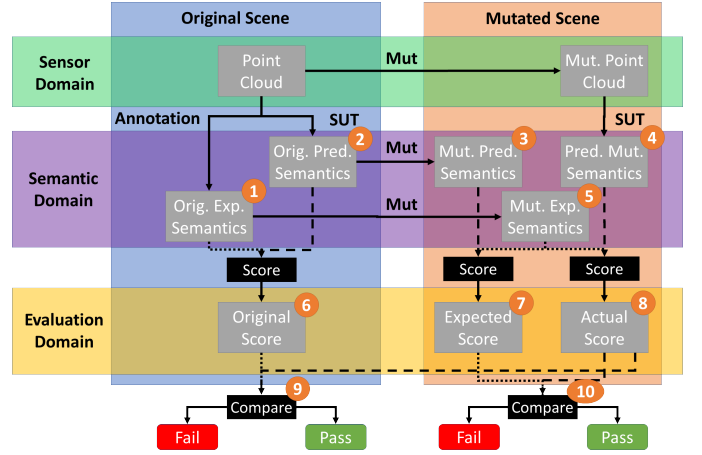 Original Scene
Mutated Scene
Sensor
Domain
Point
Cloud
Mut
Mut. Point
Cloud
Annotation
SUT
SUT
2
3
4
Semantic
Domain
Orig. Pred.
Semantics
Mut
Mut. Pred.
Semantics
Pred. Mut.
Semantics
1
5
Orig. Exp.
Semantics
Mut
Mut. Exp.
Semantics
Score
Score
Score
Evaluation
Domain
6
7
8
Original
Score
Expected
Score
Actual
Score
9
10
Compare
Compare
Fail
Pass
Fail
Pass